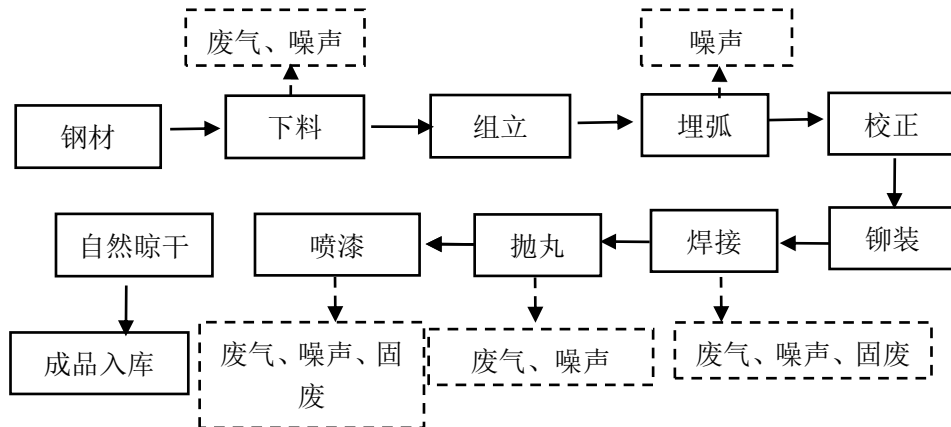 废气、噪声
噪声
钢材
下料
组立
埋弧
校正
自然晾干
喷漆
抛丸
焊接
铆装
成品入库
废气、噪声、固
废
废气、噪声
废气、噪声、固废